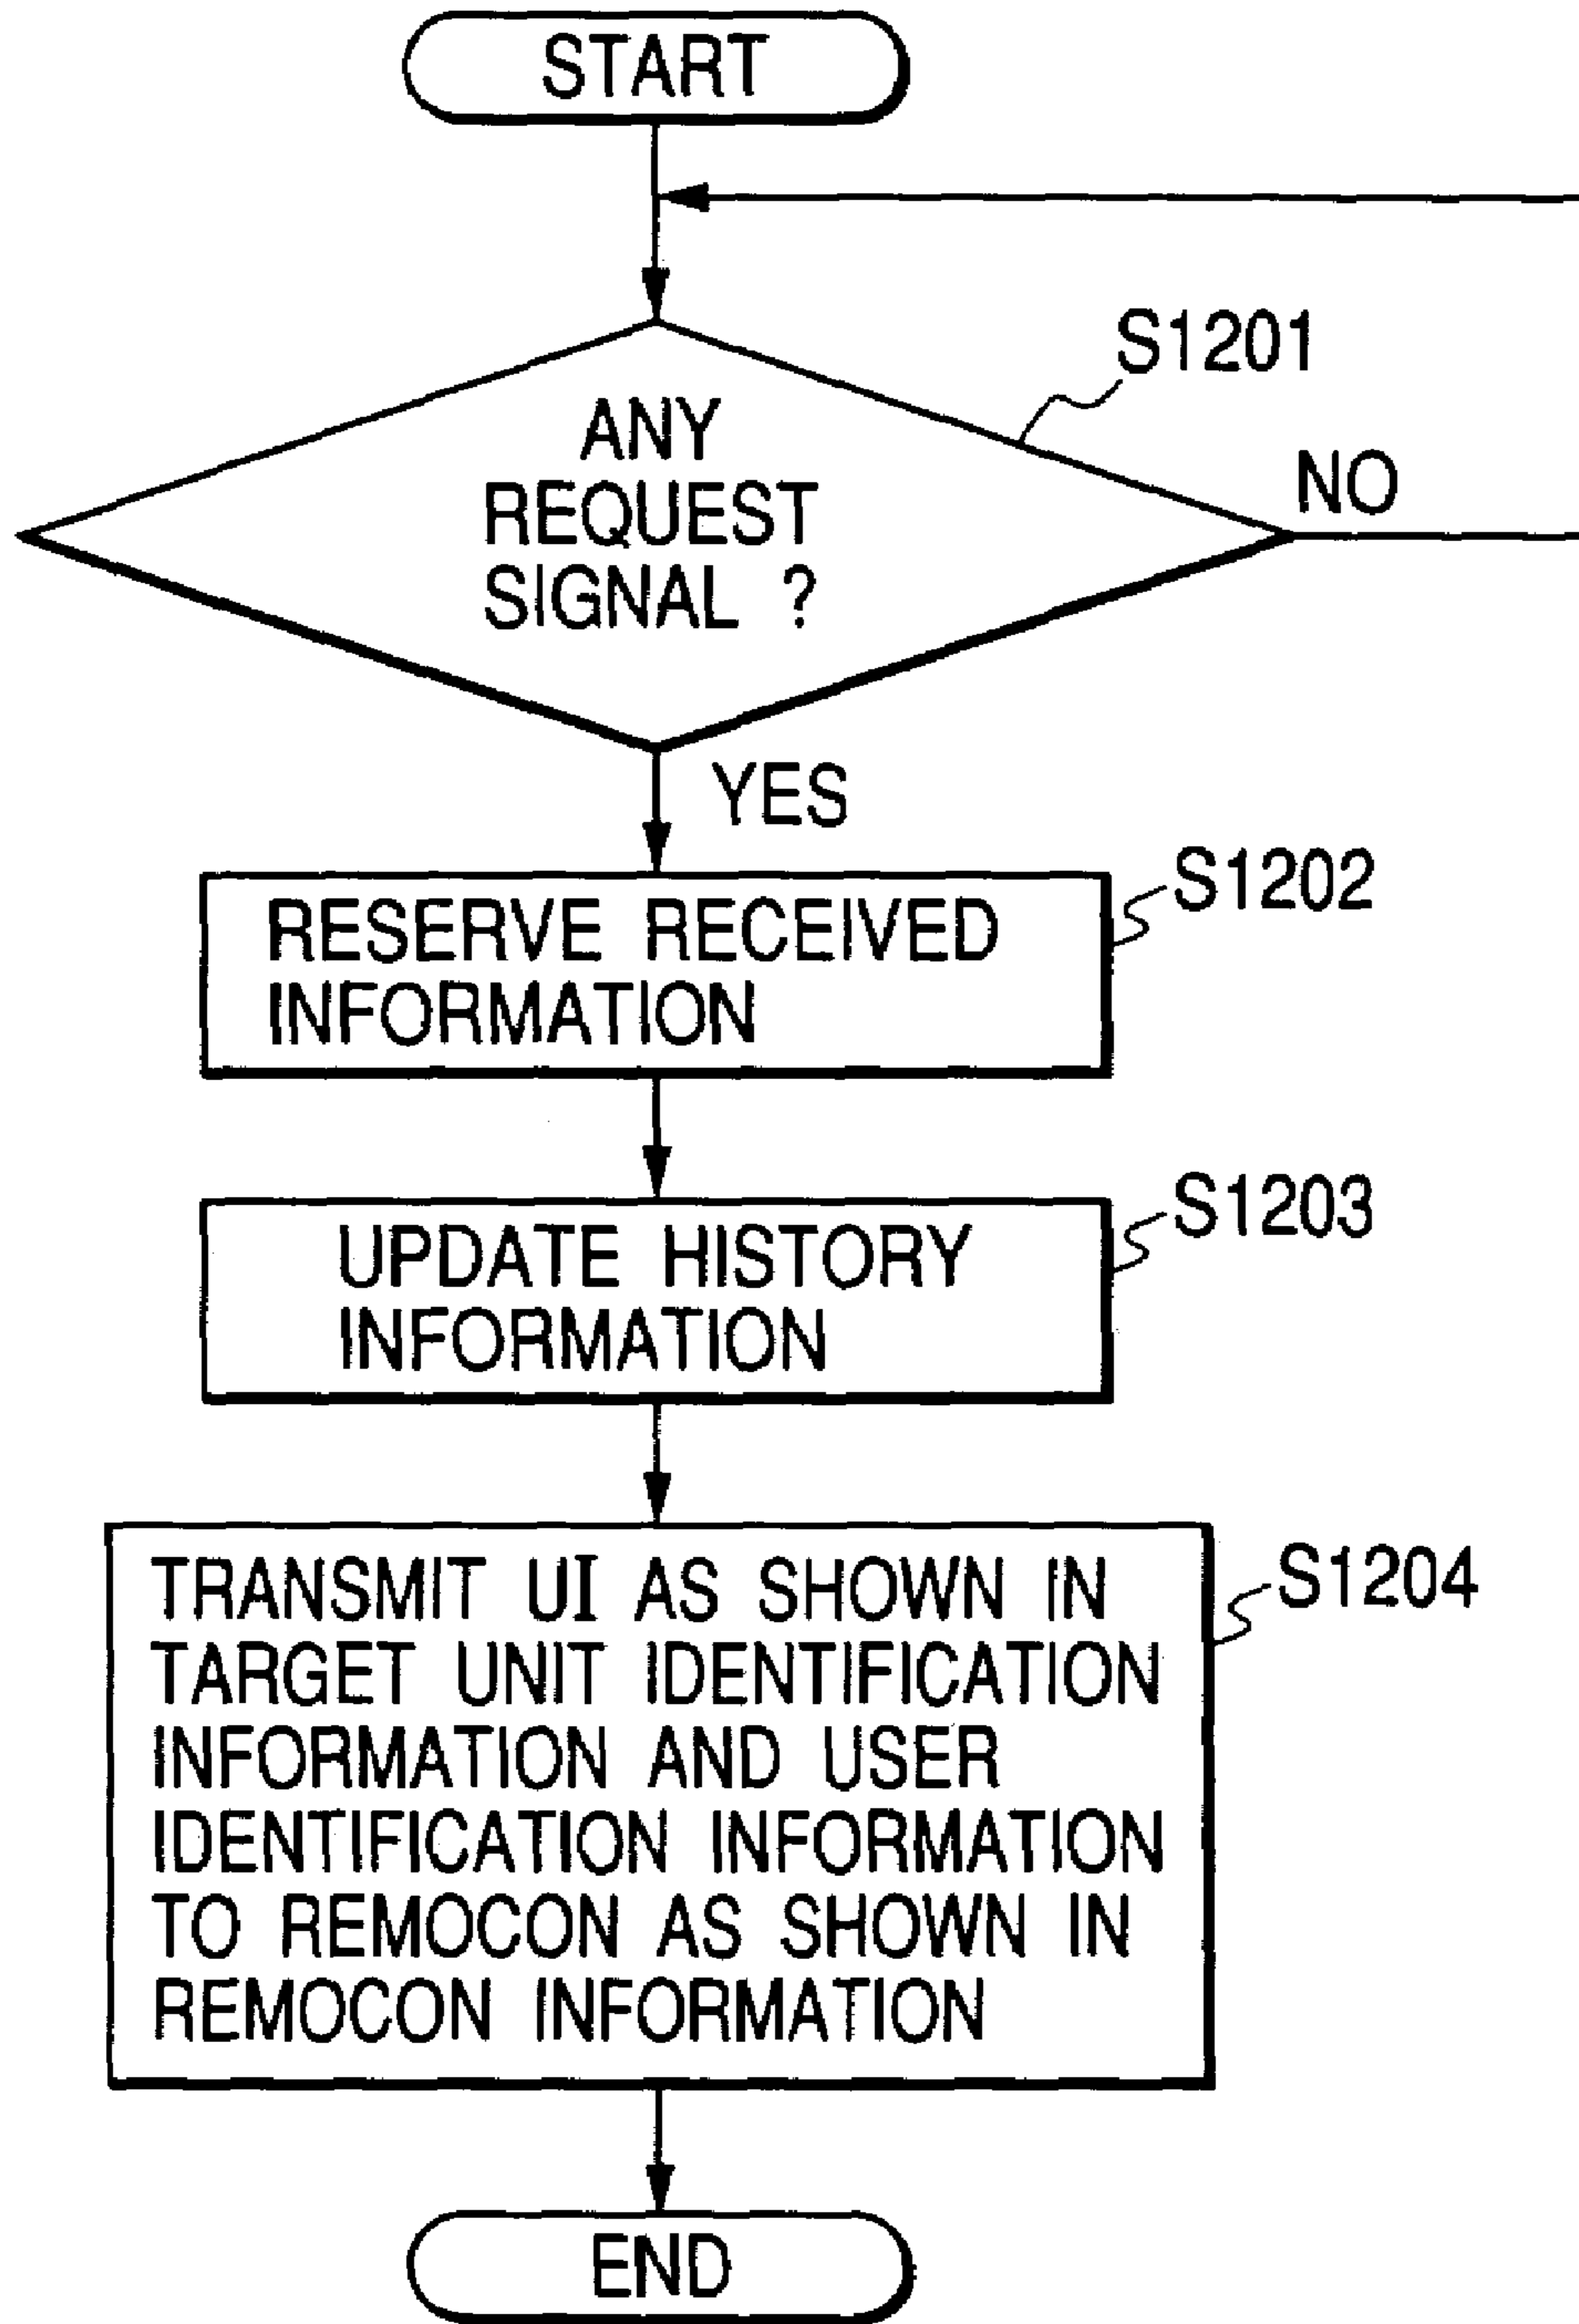 START
S1201
ANY
REQUEST
SIGNAL ?
NO
YES
S1202
RESERVE RECEIVED
INFORMATION
S1203
UPDATE HISTORY
INFORMATION
S1204
TRANSMIT UI AS SHOWN IN
TARGET UNIT IDENTIFICATION
INFORMATION AND USER
IDENTIFICATION INFORMATION
TO REMOCON AS SHOWN IN
REMOCON INFORMATION
END